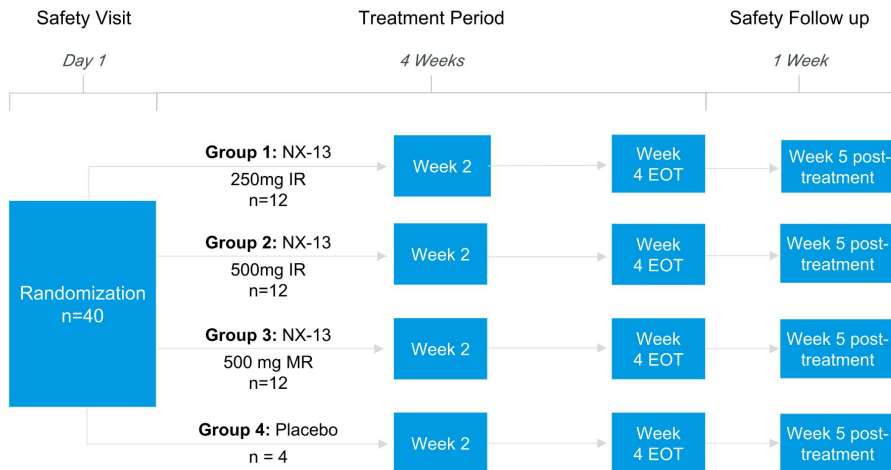 Safety Visit
Treatment Period
Safety Follow up
Day 1
4 Weeks
1 Week
Randomization
n=40
Group 1: NX-13
250mg IR
n=12
Week 2
Week
4 EOT
Week 5 post-
treatment
Group 2: NX-13
500mg IR
n=12
Week 2
Week
4 EOT
Week 5 post-
treatment
Group 3: NX-13
500 mg MR
n=12
Week 2
Week
4 EOT
Week 5 post-
treatment
Group 4: Placebo
n = 4
Week 2
Week
4 EOT
Week 5 post-
treatment